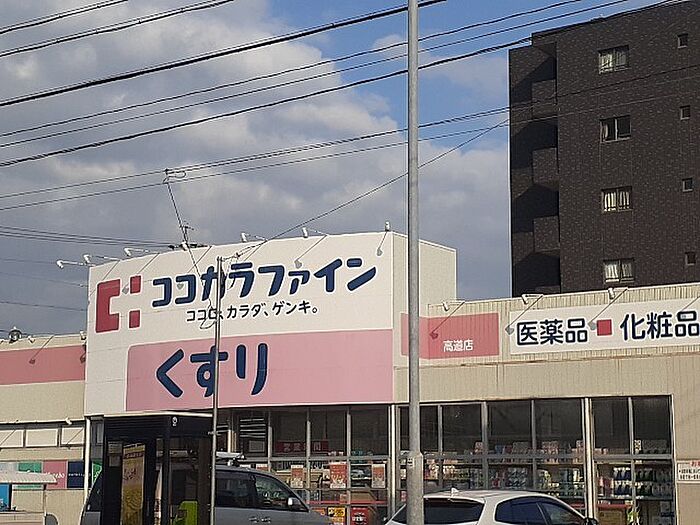 ココカラファイン
ココロ、カラダ、ゲンキ。
くすり
高道店
医薬品■化粧品